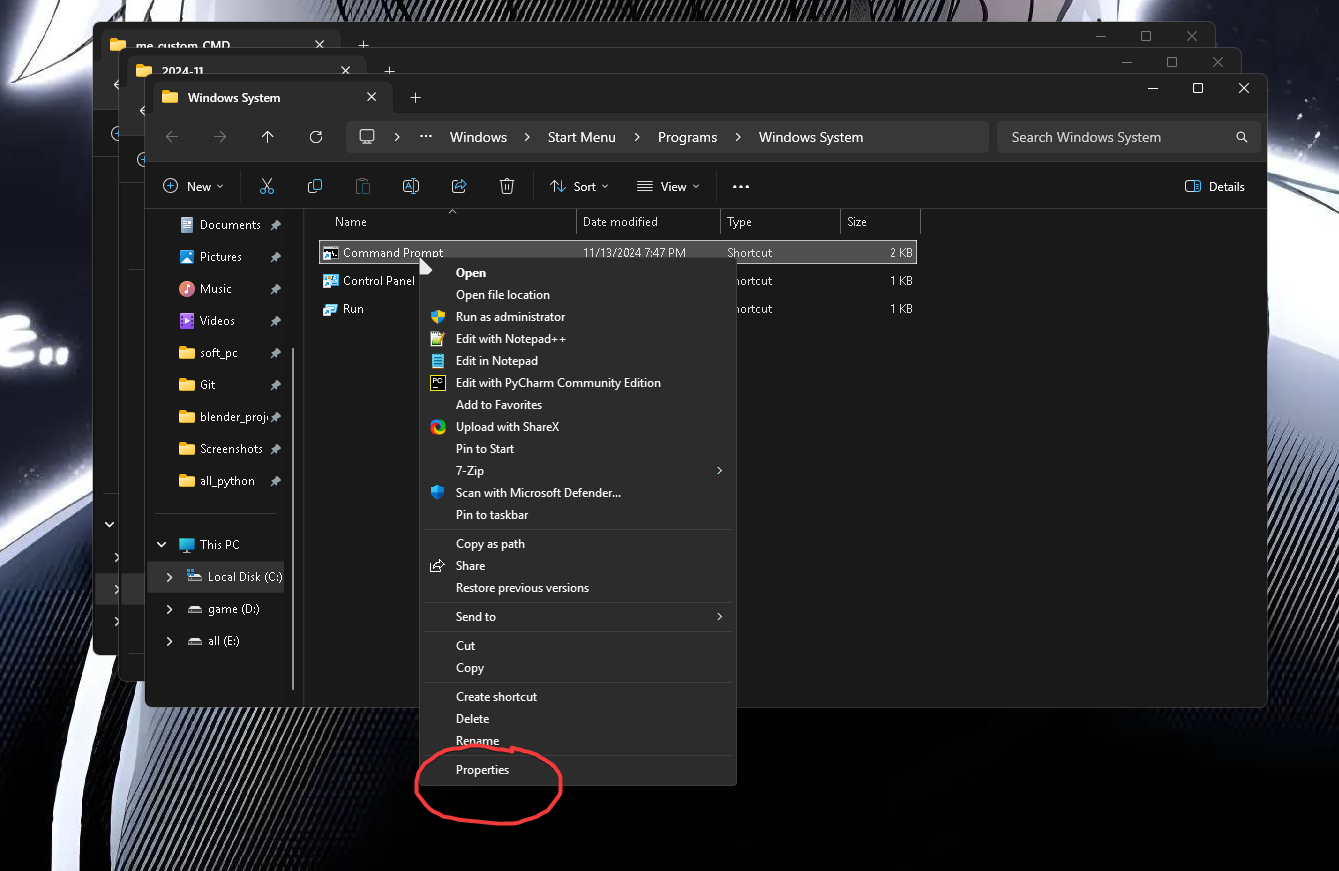 me_custom_CMD
2024-11
Windows System
Windows
Start Menu
Programs
Windows System
Search Windows System
New
Sort
View
Details
Name
Date modified
Type
Size
Documents
Pictures
Music
Videos
soft_pc
Git
blender_proj
Screenshots
all_python
This PC
Local Disk (C:)
game (D:)
all (E:)
Command Prompt
11/13/2024 7:47 PM
Shortcut
2 KB
Control Panel
hortcut
1 KB
Run
hortcut
1 KB
Open
Open file location
Run as administrator
Edit with Notepad++
Edit in Notepad
PC
Edit with PyCharm Community Edition
Add to Favorites
Upload with ShareX
Pin to Start
7-Zip
Scan with Microsoft Defender...
Pin to taskbar
Copy as path
Share
Restore previous versions
Send to
Cut
Copy
Create shortcut
Delete
Rename
Properties